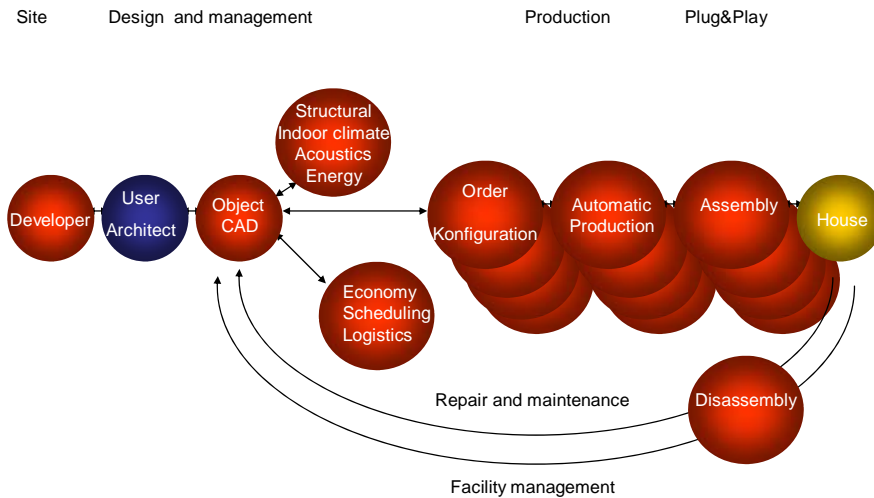 Site
Design and management
Production
Plug&Play
Structural
Indoor climate
Acoustics
Energy
Developer
User
Architect
Object
CAD
Order
Konfiguration
Automatic
Production
Assembly
House
Economy
Scheduling
Logistics
Repair and maintenance
Disassembly
Facility management